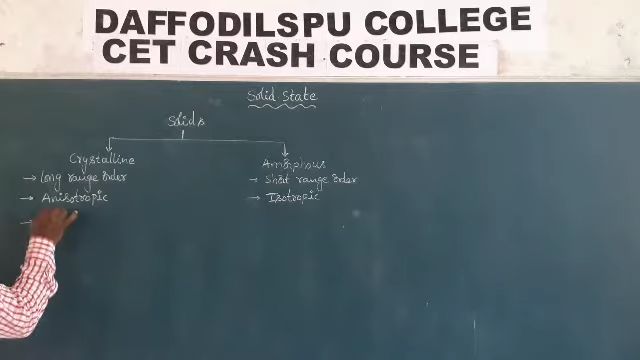 DAFFODILSPU COLLEGE
CET CRASH COURSE
Solid State
Solids
Crystalline
→ Long range order
→ Anisotropic
→
Amorphous
→ Short range order
→ Isotropic